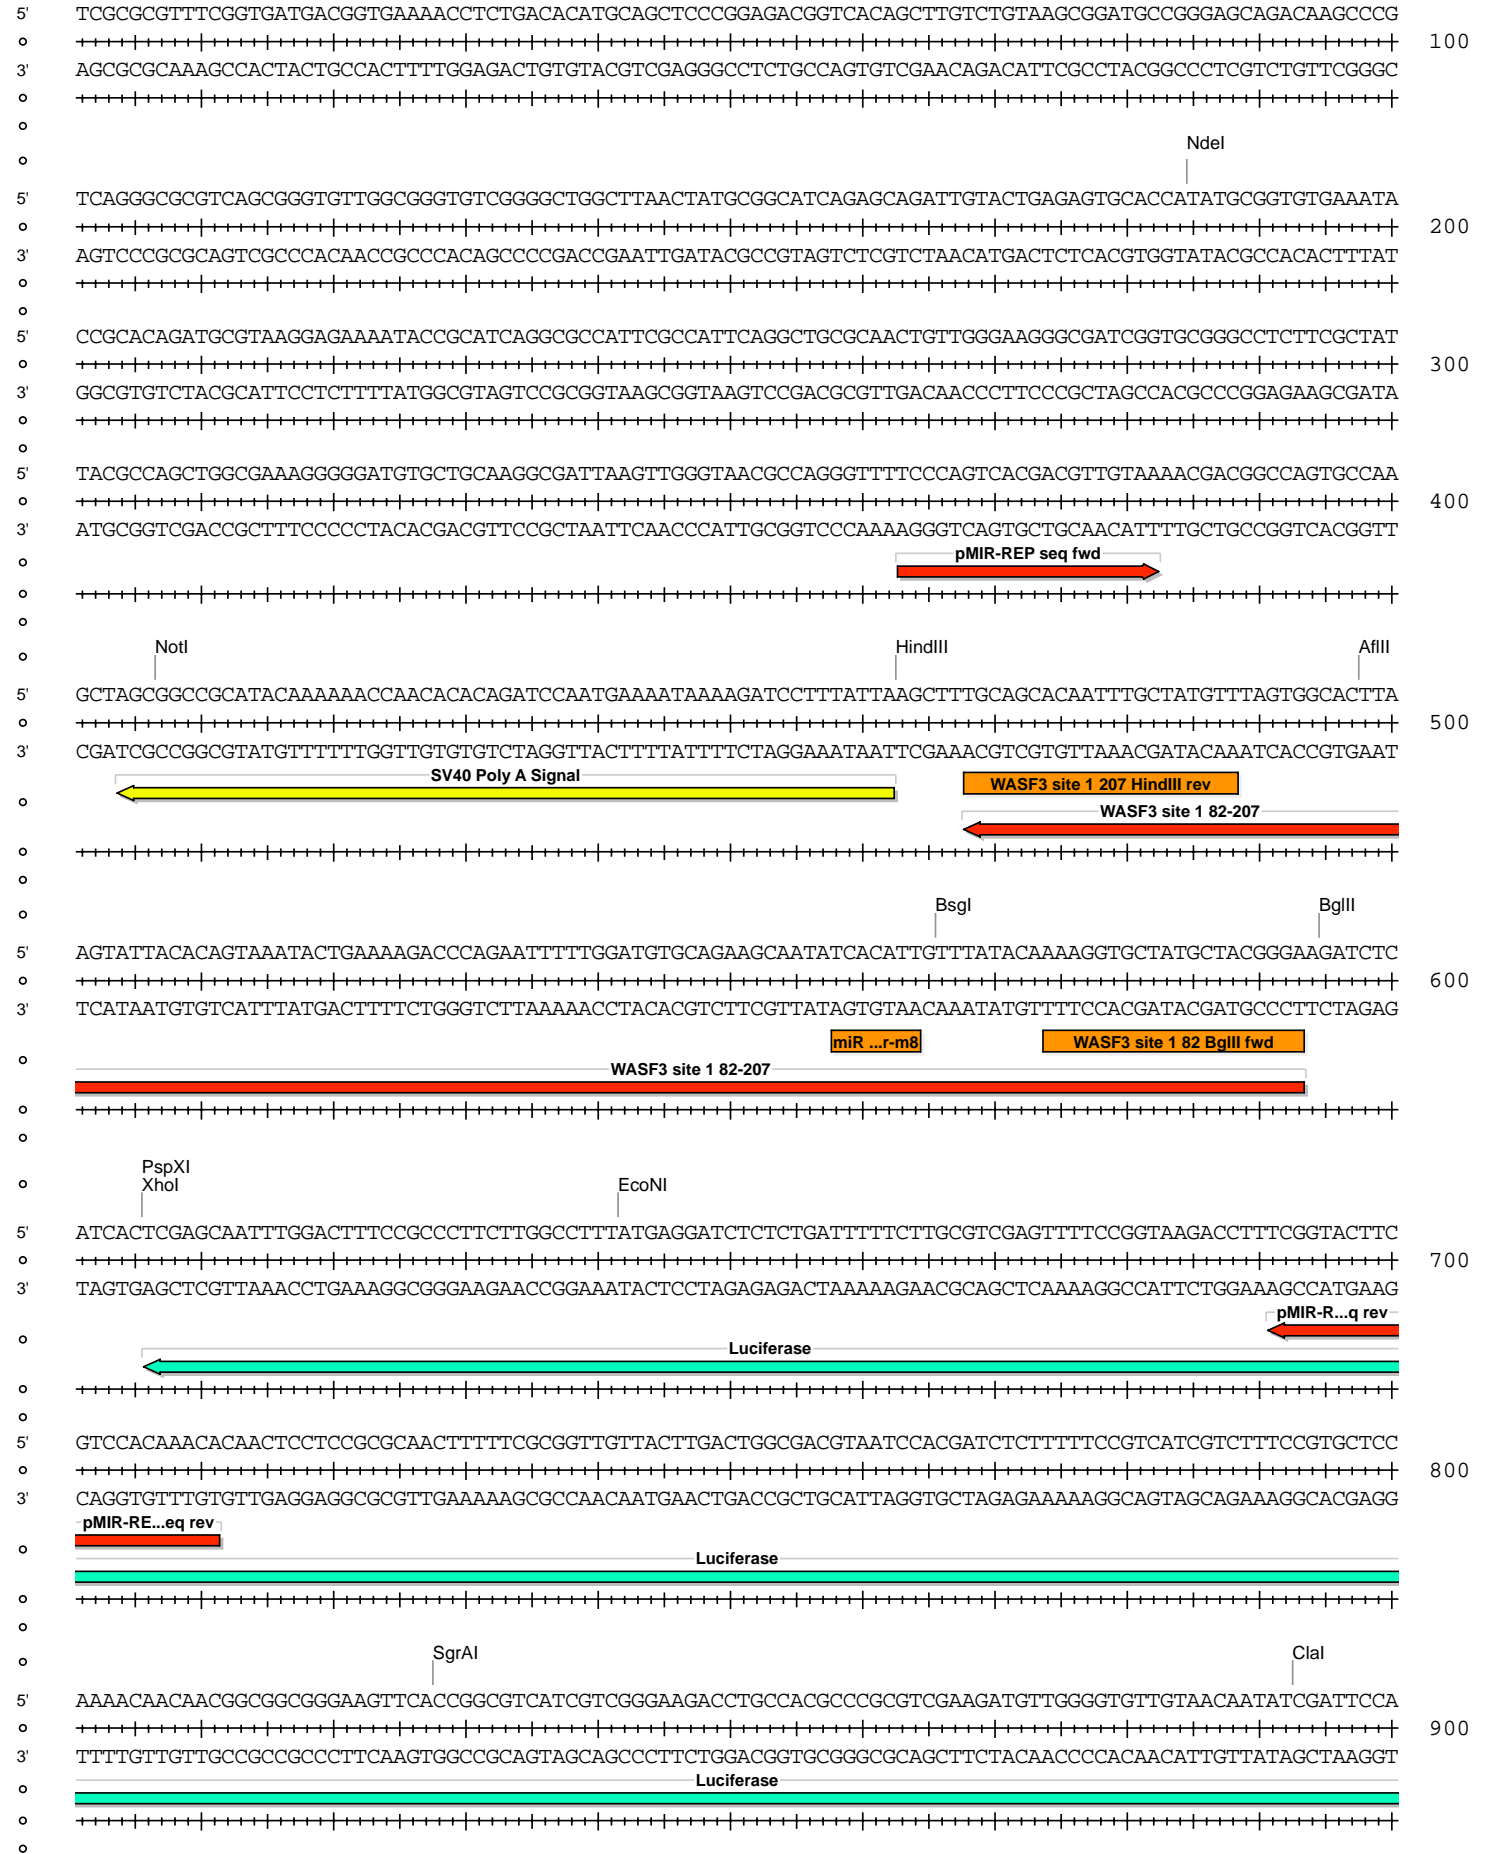 5' TCGCGCGTTTCGGTGATGACGGTGAAAACCTCTGACACATGCAGCTCCCGGAGACGGTCACAGCTTGTCTGTAAGCGGATGCCGGGAGCAGACAAGCCCG
100
3' AGCGCGCAAAGCCACTACTGCCACTTTTGGAGACTGTGTACGTCGAGGGCCTCTGCCAGTGTCGAACAGACATTCGCCTACGGCCCTCGTCTGTTCGGGC
NdeI
5' TCAGGGCGCGTCAGCGGGTGTTGGCGGGTGTCGGGGCTGGCTTAACTATGCGGCATCAGAGCAGATTGTACTGAGAGTGCACCATATGCGGTGTGAAATA
200
3' AGTCCCGCGCAGTCGCCCACAACCGCCCACAGCCCCGACCGAATTGATACGCCGTAGTCTCGTCTAACATGACTCTCACGTGGTATACGCCACACTTTAT
5' CCGCACAGATGCGTAAGGAGAAAATACCGCATCAGGCGCCATTCGCCATTCAGGCTGCGCAACTGTTGGGAAGGGCGATCGGTGCGGGCCTCTTCGCTAT
300
3' GGCGTGTCTACGCATTCCTCTTTTATGGCGTAGTCCGCGGTAAGCGGTAAGTCCGACGCGTTGACAACCCTTCCCGCTAGCCACGCCCGGAGAAGCGATA
5' TACGCCAGCTGGCGAAAGGGGGATGTGCTGCAAGGCGATTAAGTTGGGTAACGCCAGGGTTTTCCCAGTCACGACGTTGTAAAACGACGGCCAGTGCCAA
400
3' ATGCGGTCGACCGCTTTCCCCCTACACGACGTTCCGCTAATTCAACCCATTGCGGTCCCAAAAGGGTCAGTGCTGCAACATTTTGCTGCCGGTCACGGTT
pMIR-REP seq fwd
NotI HindIII AflII
5' GCTAGCGGCCGCATACAAAAAACCAACACACAGATCCAATGAAAATAAAAGATCCTTTATTAAGCTTTGCAGCACAATTTGCTATGTTTAGTGGCACTTA
500
3' CGATCGCCGGCGTATGTTTTTTGGTTGTGTGTCTAGGTTACTTTTATTTTCTAGGAAATAATTCGAAACGTCGTGTTAAACGATACAAATCACCGTGAAT
SV40 Poly A Signal WASF3 site 1 207 HindIII rev
WASF3 site 1 82-207
BsgI BglII
5' AGTATTACACAGTAAATACTGAAAAGACCCAGAATTTTTGGATGTGCAGAAGCAATATCACATTGTTTATACAAAAGGTGCTATGCTACGGGAAGATCTC
600
3' TCATAATGTGTCATTTATGACTTTTCTGGGTCTTAAAAACCTACACGTCTTCGTTATAGTGTAACAAATATGTTTTCCACGATACGATGCCCTTCTAGAG
miR ...r-m8 WASF3 site 1 82 BglII fwd
WASF3 site 1 82-207
PspXI
XhoI EcoNI
5' ATCACTCGAGCAATTTGGACTTTCCGCCCTTCTTGGCCTTTATGAGGATCTCTCTGATTTTTCTTGCGTCGAGTTTTCCGGTAAGACCTTTCGGTACTTC
700
3' TAGTGAGCTCGTTAAACCTGAAAGGCGGGAAGAACCGGAAATACTCCTAGAGAGACTAAAAAGAACGCAGCTCAAAAGGCCATTCTGGAAAGCCATGAAG
pMIR-R...q rev
Luciferase
5' GTCCACAAACACAACTCCTCCGCGCAACTTTTTCGCGGTTGTTACTTGACTGGCGACGTAATCCACGATCTCTTTTTCCGTCATCGTCTTTCCGTGCTCC
800
3' CAGGTGTTTGTGTTGAGGAGGCGCGTTGAAAAAGCGCCAACAATGAACTGACCGCTGCATTAGGTGCTAGAGAAAAAGGCAGTAGCAGAAAGGCACGAGG
pMIR-RE...eq rev
Luciferase
SgrAI ClaI
5' AAAACAACAACGGCGGCGGGAAGTTCACCGGCGTCATCGTCGGGAAGACCTGCCACGCCCGCGTCGAAGATGTTGGGGTGTTGTAACAATATCGATTCCA
900
3' TTTTGTTGTTGCCGCCGCCCTTCAAGTGGCCGCAGTAGCAGCCCTTCTGGACGGTGCGGGCGCAGCTTCTACAACCCCACAACATTGTTATAGCTAAGGT
Luciferase